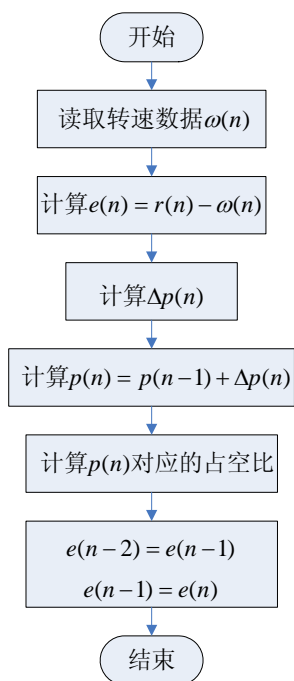 开始
读取转速数据ω(n)
计算e(n) = r(n) − ω(n)
计算Δp(n)
计算p(n) = p(n−1) + Δp(n)
计算p(n)对应的占空比
e(n−2) = e(n−1)
e(n−1) = e(n)
结束